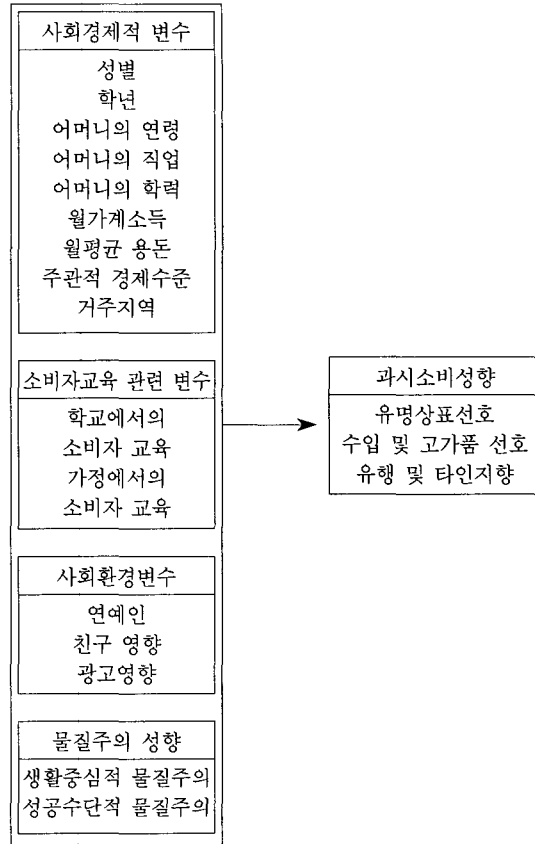 사회경제적 변수
성별
학년
어머니의 연령
어머니의 직업
어머니의 학력
월가계소득
월평균 용돈
주관적 경제수준
거주지역
소비자교육 관련 변수
학교에서의
소비자 교육
가정에서의
소비자 교육
사회환경변수
연예인
친구 영향
광고영향
물질주의 성향
생활중심적 물질주의
성공수단적 물질주의
과시소비성향
유명상표선호
수입 및 고가품 선호
유행 및 타인지향